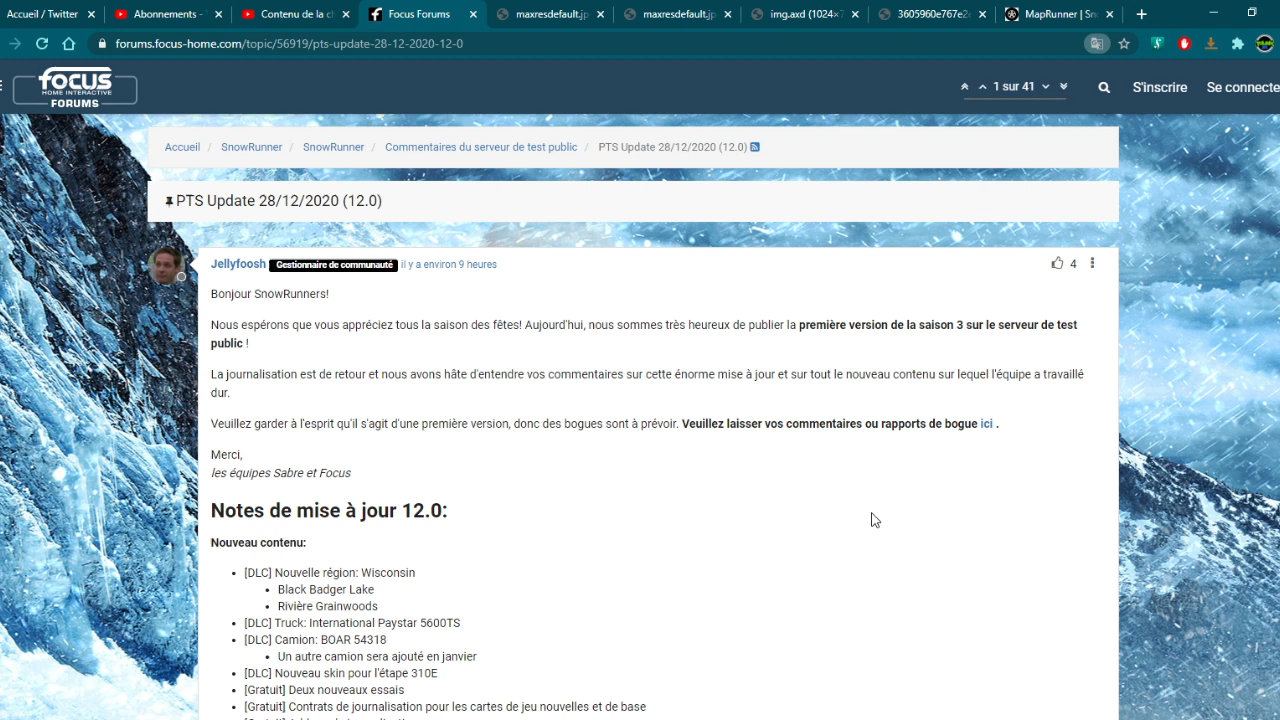 Accueil / Twitter
Abonnements -
Contenu de la c
Focus Forums
maxresdefault.jp
maxresdefault.jp
img.axd (1024×7
3605960e767e2
MapRunner | Sn
forums.focus-home.com/topic/56919/pts-update-28-12-2020-12-0
FOCUS
HOME INTERACTIVE
FORUMS
1 sur 41
S'inscrire
Se connecte
Accueil / SnowRunner / SnowRunner / Commentaires du serveur de test public / PTS Update 28/12/2020 (12.0)
PTS Update 28/12/2020 (12.0)
Jellyfoosh Gestionnaire de communauté il y a environ 9 heures
4
Bonjour SnowRunners!
Nous espérons que vous appréciez tous la saison des fêtes! Aujourd'hui, nous sommes très heureux de publier la première version de la saison 3 sur le serveur de test
public !
La journalisation est de retour et nous avons hâte d'entendre vos commentaires sur cette énorme mise à jour et sur tout le nouveau contenu sur lequel l'équipe a travaillé
dur.
Veuillez garder à l'esprit qu'il s'agit d'une première version, donc des bogues sont à prévoir. Veuillez laisser vos commentaires ou rapports de bogue ici .
Merci,
les équipes Sabre et Focus
Notes de mise à jour 12.0:
Nouveau contenu:
[DLC] Nouvelle région: Wisconsin
Black Badger Lake
Rivière Grainwoods
[DLC] Truck: International Paystar 5600TS
[DLC] Camion: BOAR 54318
Un autre camion sera ajouté en janvier
[DLC] Nouveau skin pour l'étape 310E
[Gratuit] Deux nouveaux essais
[Gratuit] Contrats de journalisation pour les cartes de jeu nouvelles et de base